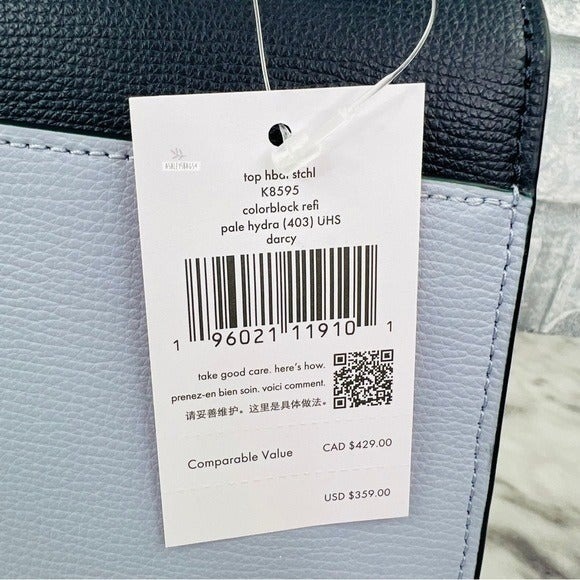 ASHLEYSBAGS4
top hbdl stchl
K8595
colorblock refi
pale hydra (403) UHS
darcy
1 96021 11910 1
take good care. here's how.
prenez-en bien soin. voici comment.
请妥善维护。这里是具体做法。
Comparable Value CAD $429.00
USD $359.00